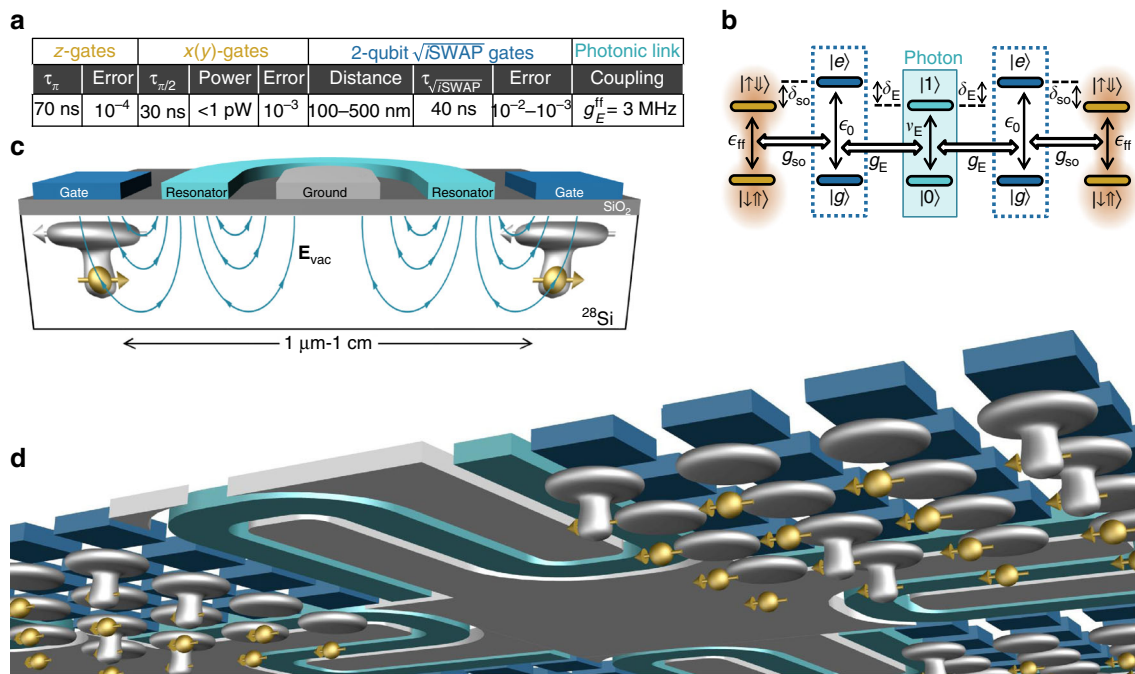 a
z-gates x(y)-gates 2-qubit √iSWAP gates Photonic link
τπ Error τπ/2 Power Error Distance τ√iSWAP Error Coupling
70 ns 10⁻⁴ 30 ns <1 pW 10⁻³ 100–500 nm 40 ns 10⁻²–10⁻³ g_E^ff = 3 MHz
b
|e⟩ Photon |e⟩
|↑⇓⟩ |1⟩ |↑⇓⟩
δso δE δE δso
ϵff ϵ0 νE ϵ0 ϵff
gso gE gE gso
|↓⇑⟩ |g⟩ |0⟩ |g⟩ |↓⇑⟩
c
Gate Resonator Ground Resonator Gate
SiO₂
Evac
²⁸Si
1 μm-1 cm
d